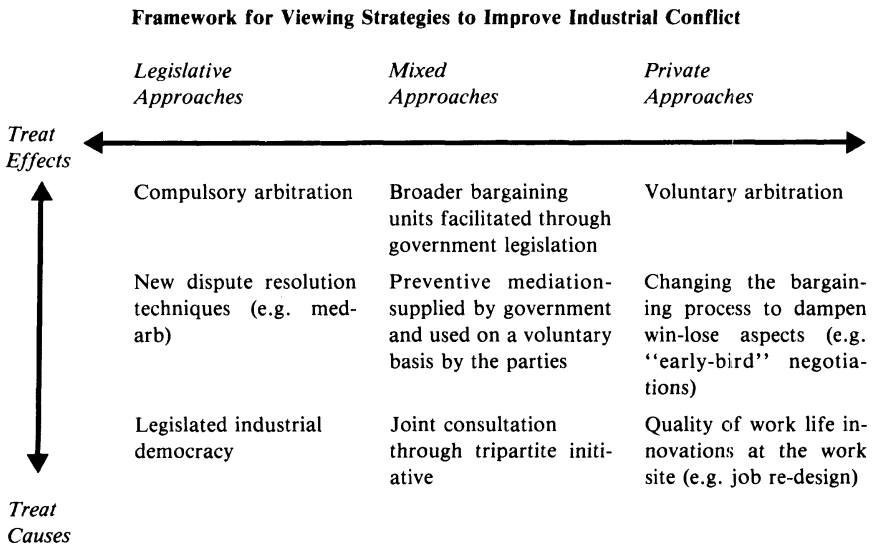 Framework for Viewing Strategies to Improve Industrial Conflict
Legislative
Approaches
Mixed
Approaches
Private
Approaches
Treat
Effects
Compulsory arbitration
Broader bargaining
units facilitated through
government legislation
Voluntary arbitration
New dispute resolution
techniques (e.g. med-
arb)
Preventive mediation-
supplied by government
and used on a voluntary
basis by the parties
Changing the bargain-
ing process to dampen
win-lose aspects (e.g.
‘‘early-bird’’ negotia-
tions)
Legislated industrial
democracy
Joint consultation
through tripartite initi-
ative
Quality of work life in-
novations at the work
site (e.g. job re-design)
Treat
Causes